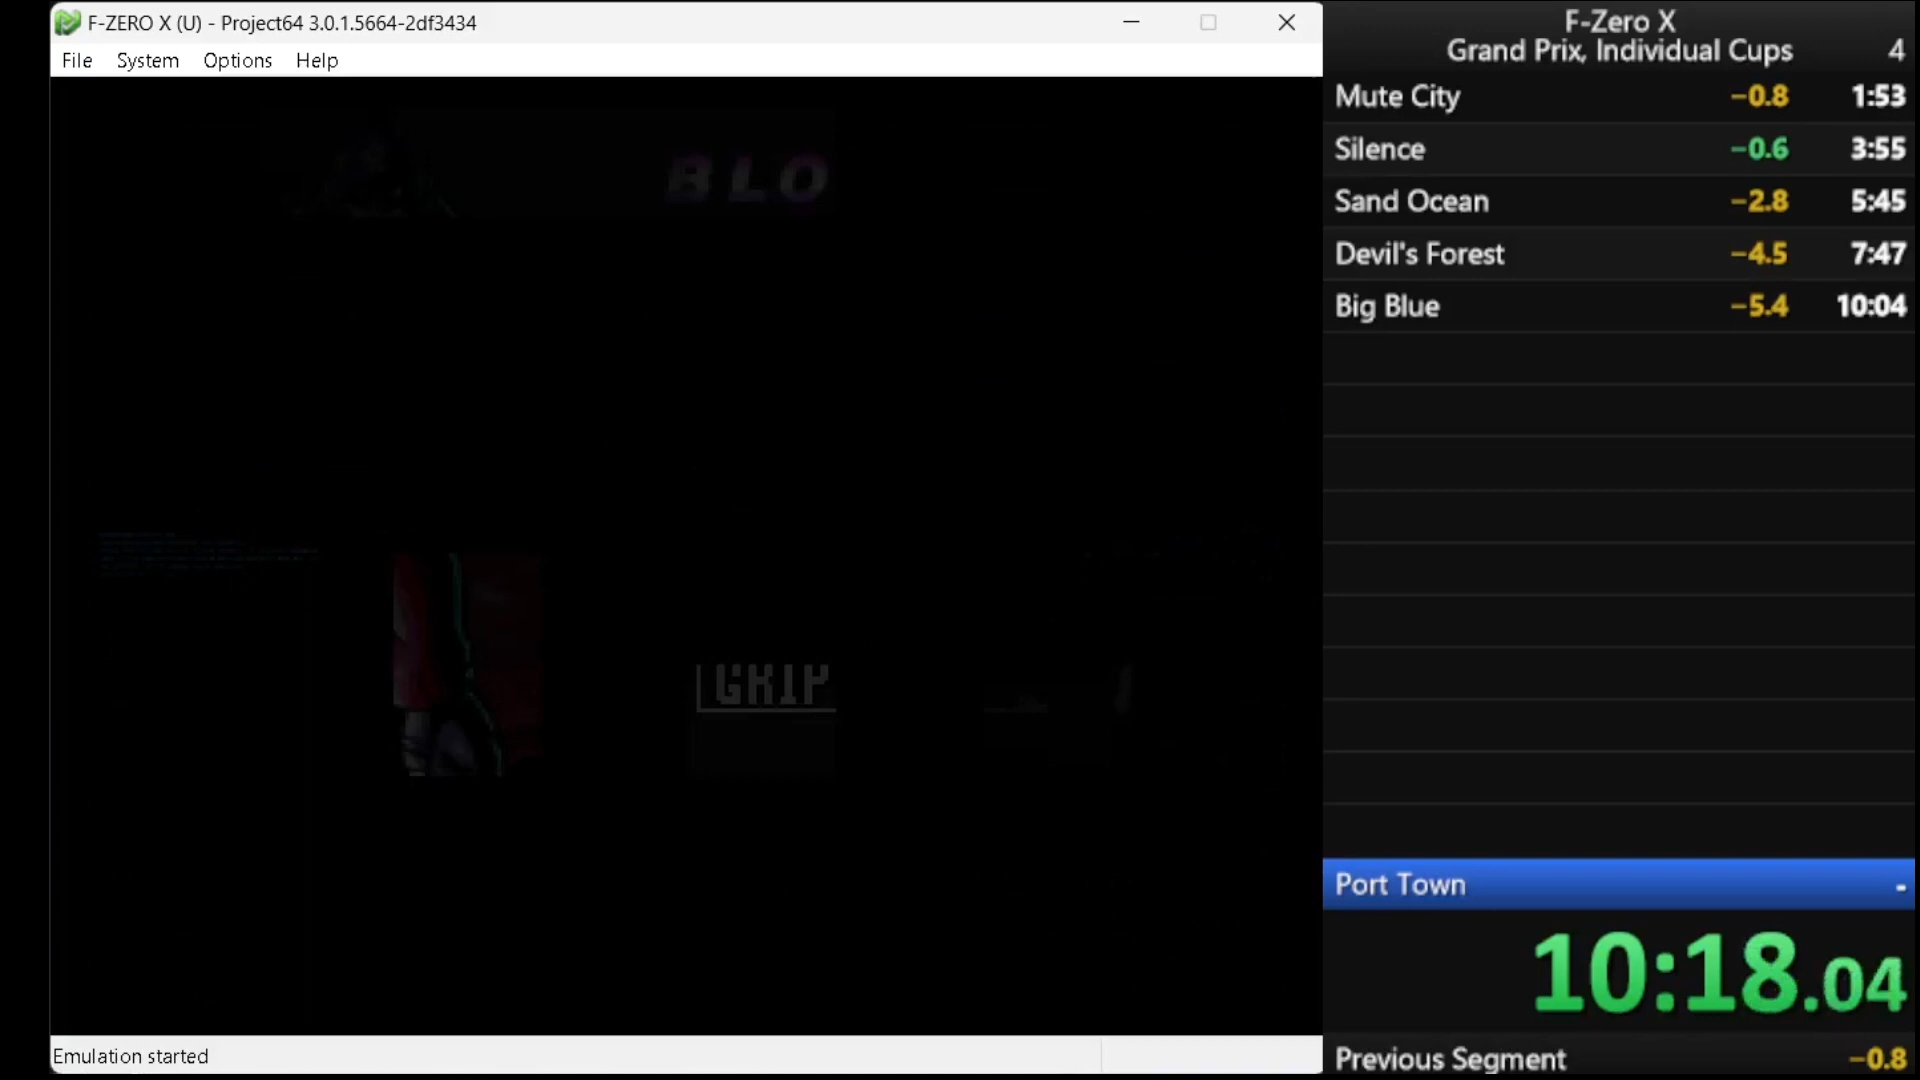 F-ZERO X (U) - Project64 3.0.1.5664-2df3434
File System Options Help
BLO
GRIP
Emulation started
F-Zero X
Grand Prix, Individual Cups 4
Mute City −0.8 1:53
Silence −0.6 3:55
Sand Ocean −2.8 5:45
Devil's Forest −4.5 7:47
Big Blue −5.4 10:04
Port Town -
10:18.04
Previous Segment −0.8